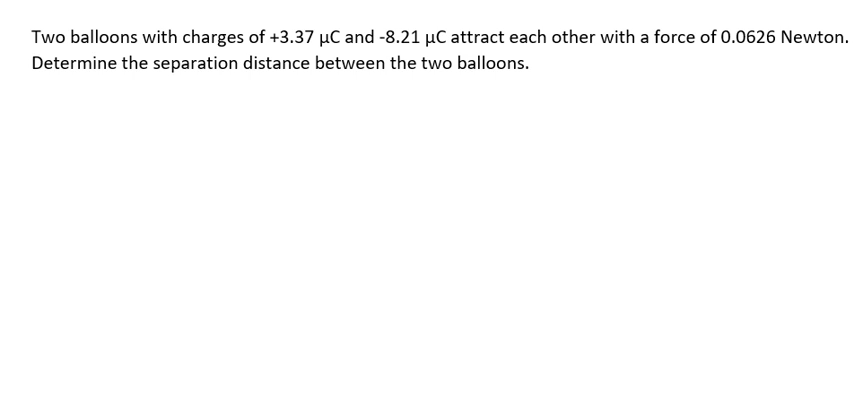 Two balloons with charges of +3.37 µC and -8.21 µC attract each other with a force of 0.0626 Newton.
Determine the separation distance between the two balloons.